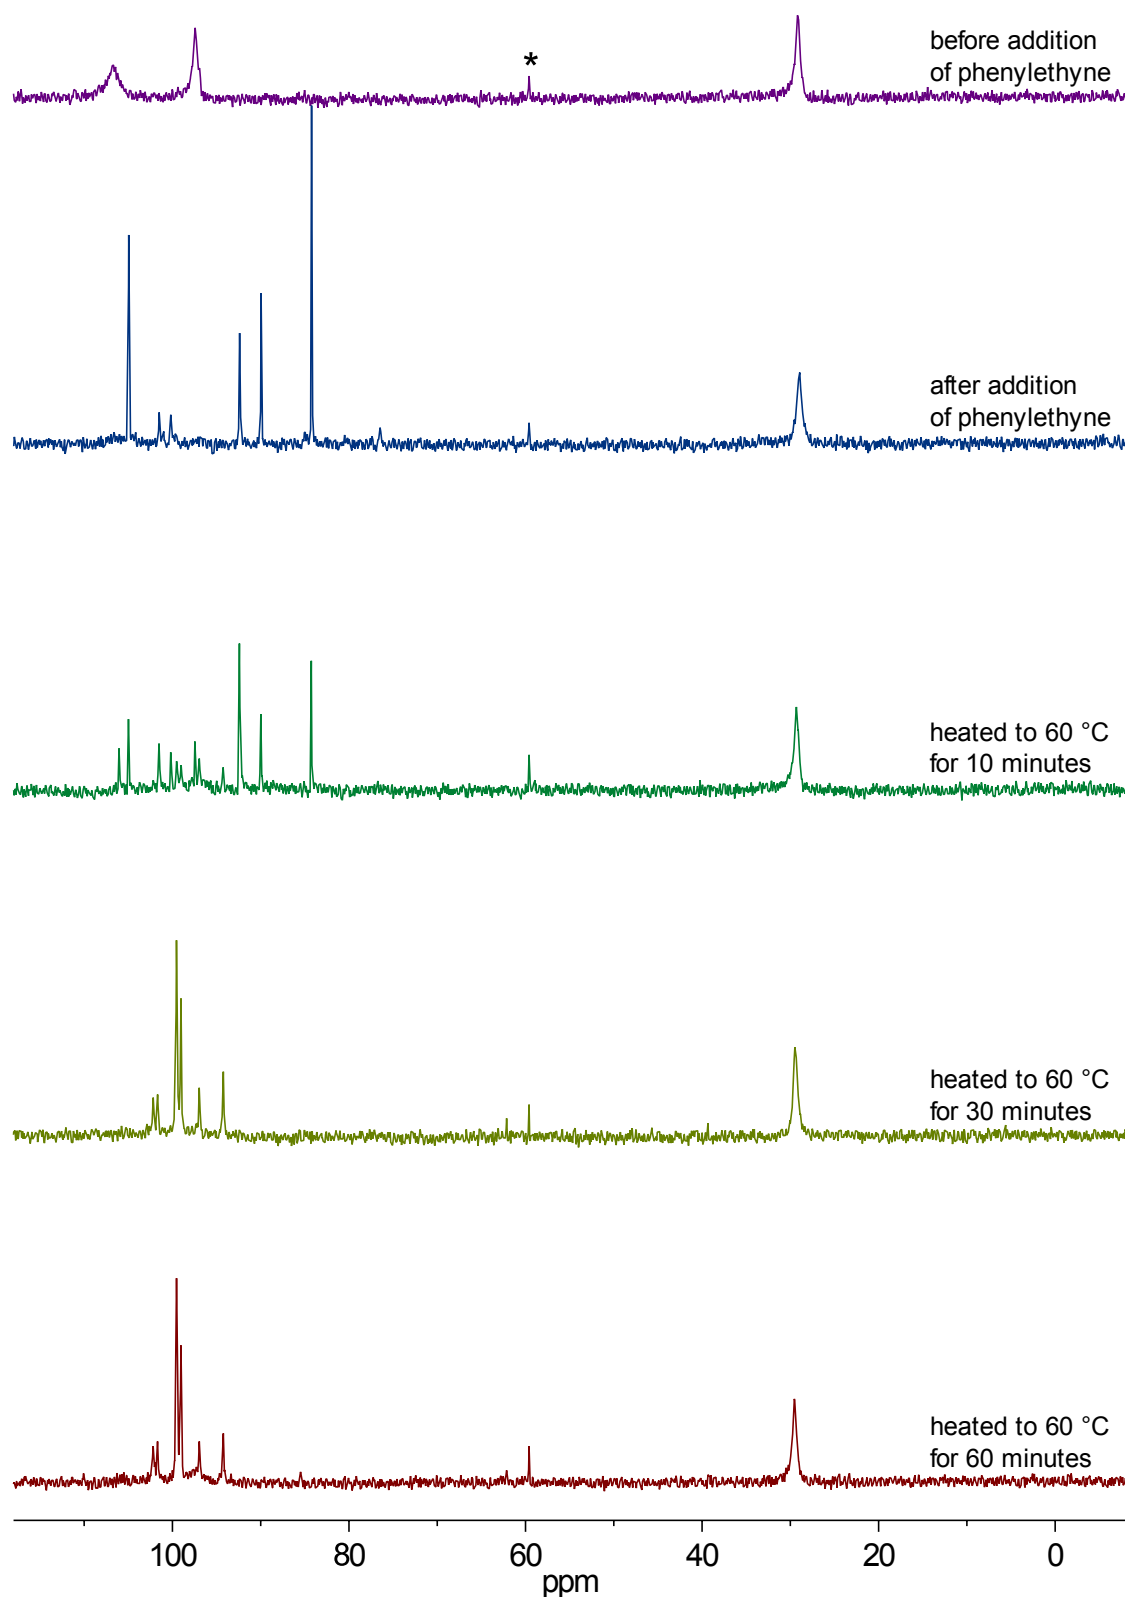 before addition
of phenylethyne
*
after addition
of phenylethyne
heated to 60 °C
for 10 minutes
heated to 60 °C
for 30 minutes
heated to 60 °C
for 60 minutes
100 80 60 40 20 0
ppm